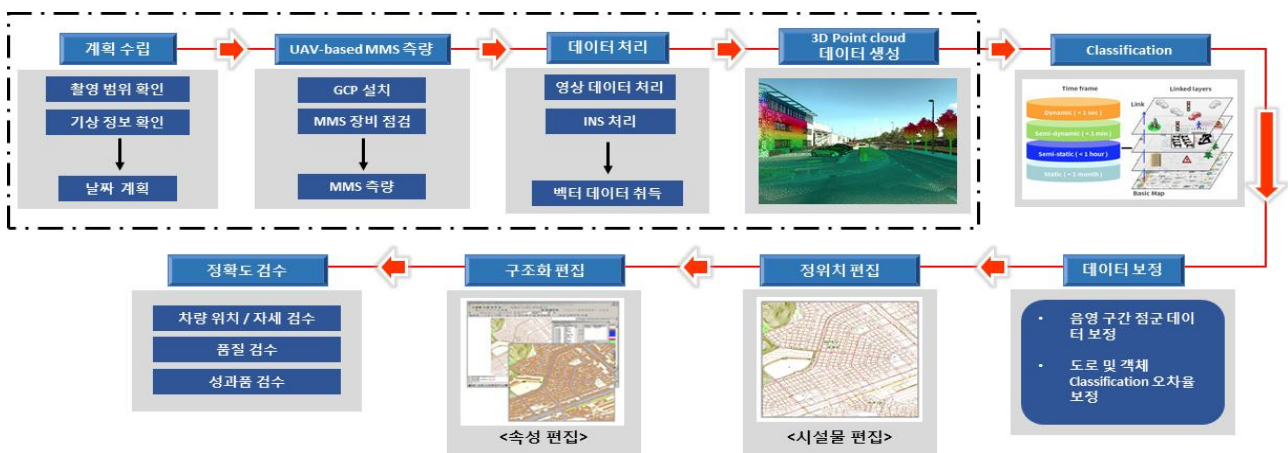 계획 수립
촬영 범위 확인
기상 정보 확인
날짜 계획
UAV-based MMS 측량
GCP 설치
MMS 장비 점검
MMS 측량
데이터 처리
영상 데이터 처리
INS 처리
벡터 데이터 취득
3D Point cloud
데이터 생성
Classification
Time frame
Linked layers
Link
Dynamic ( < 1 sec )
Semi-dynamic ( < 1 min )
Semi-static ( < 1 hour )
Static ( < 1 month )
Basic Map
데이터 보정
• 음영 구간 점군 데이
터 보정
• 도로 및 객체
Classification 오차율
보정
정위치 편집
<시설물 편집>
구조화 편집
<속성 편집>
정확도 검수
차량 위치 / 자세 검수
품질 검수
성과품 검수